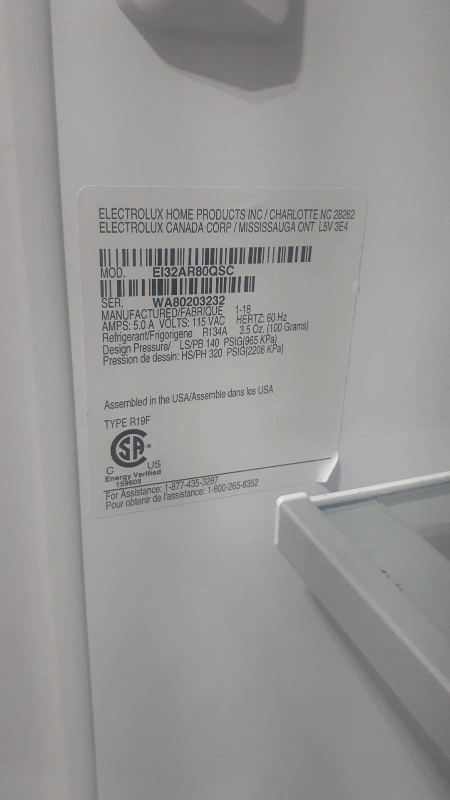 ELECTROLUX HOME PRODUCTS INC / CHARLOTTE NC 28262
ELECTROLUX CANADA CORP / MISSISSAUGA ONT L5V 3E4
MOD. EI32AR80QSC
SER. WA80203232
MANUFACTURED/FABRIQUE 1-18
AMPS: 5.0 A VOLTS: 115 VAC HERTZ: 60 Hz
Refrigerant/Frigorigene R134A 3.5 Oz. (100 Grams)
Design Pressure/ LS/PB 140 PSIG(965 KPa)
Pression de dessin: HS/PH 320 PSIG(2206 KPa)
Assembled in the USA/Assemble dans les USA
TYPE R19F
SA ®
C US
Energy Verified
159605
For Assistance: 1-877-435-3287
Pour obtenir de l'assistance: 1-800-265-8352